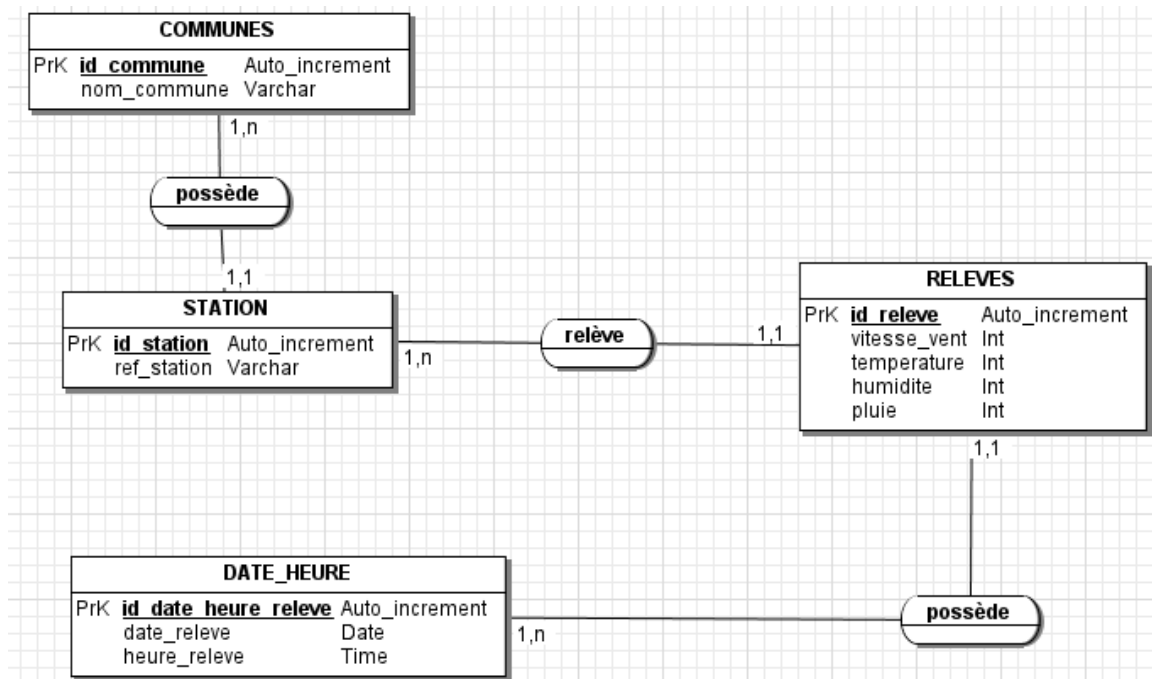 COMMUNES
PrK id_commune Auto_increment
nom_commune Varchar
1,n
possède
1,1
STATION
PrK id_station Auto_increment
ref_station Varchar
1,n
relève
1,1
RELEVES
PrK id_releve Auto_increment
vitesse_vent Int
temperature Int
humidite Int
pluie Int
1,1
possède
1,n
DATE_HEURE
PrK id_date_heure_releve Auto_increment
date_releve Date
heure_releve Time